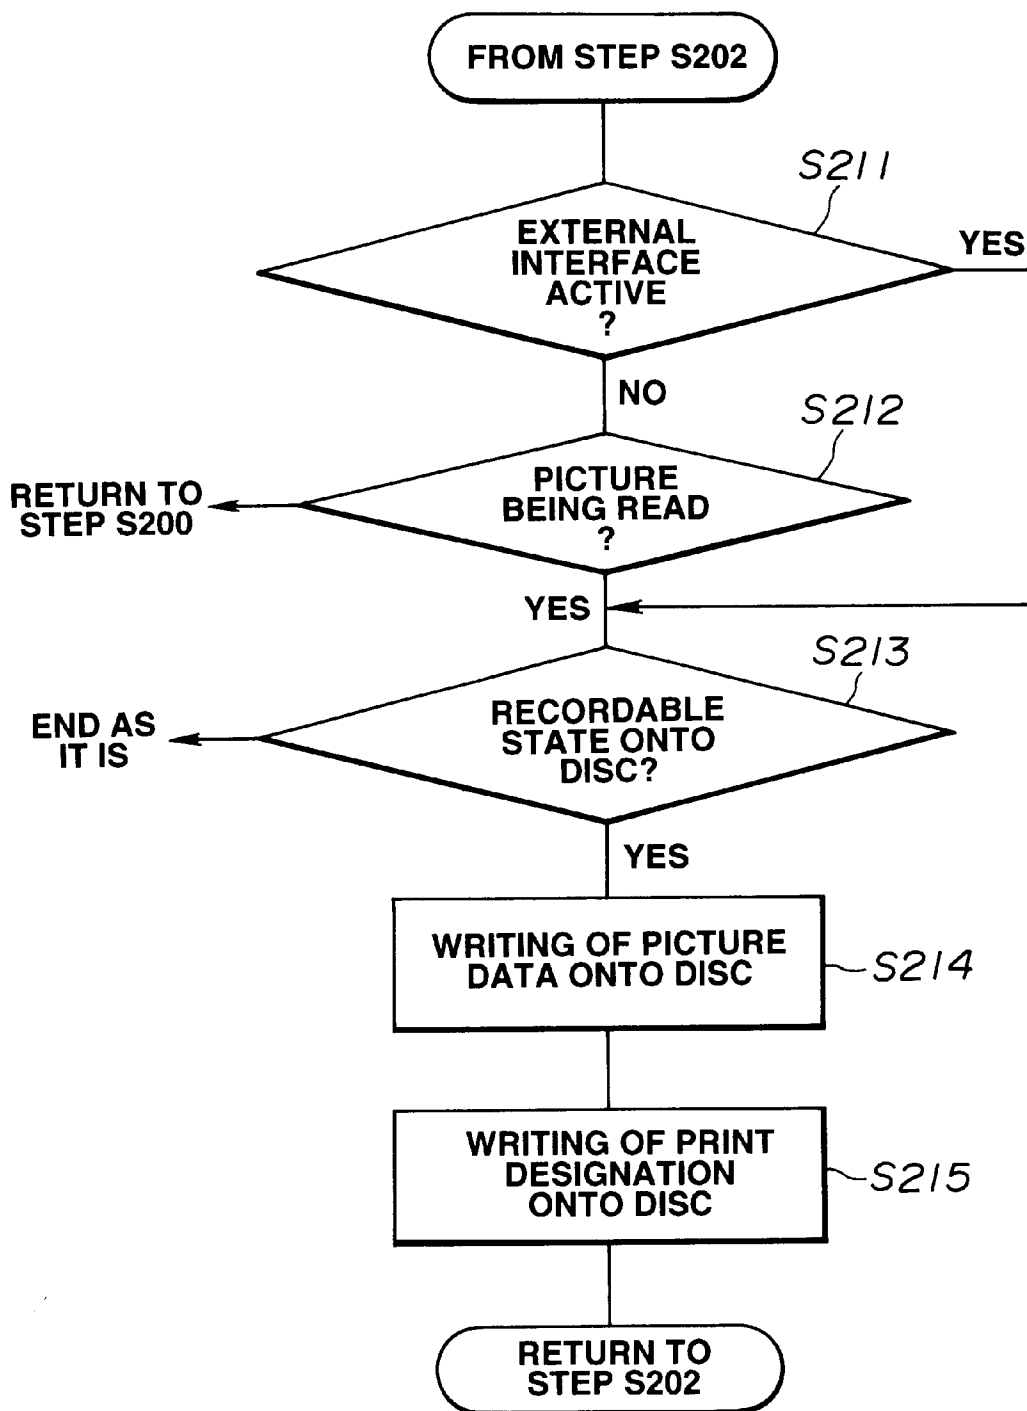 FROM STEP S202
S211
EXTERNAL
INTERFACE
ACTIVE
?
YES
NO
S212
PICTURE
BEING READ
?
RETURN TO
STEP S200
YES
S213
RECORDABLE
STATE ONTO
DISC?
END AS
IT IS
YES
WRITING OF PICTURE
DATA ONTO DISC
S214
WRITING OF PRINT
DESIGNATION
ONTO DISC
S215
RETURN TO
STEP S202